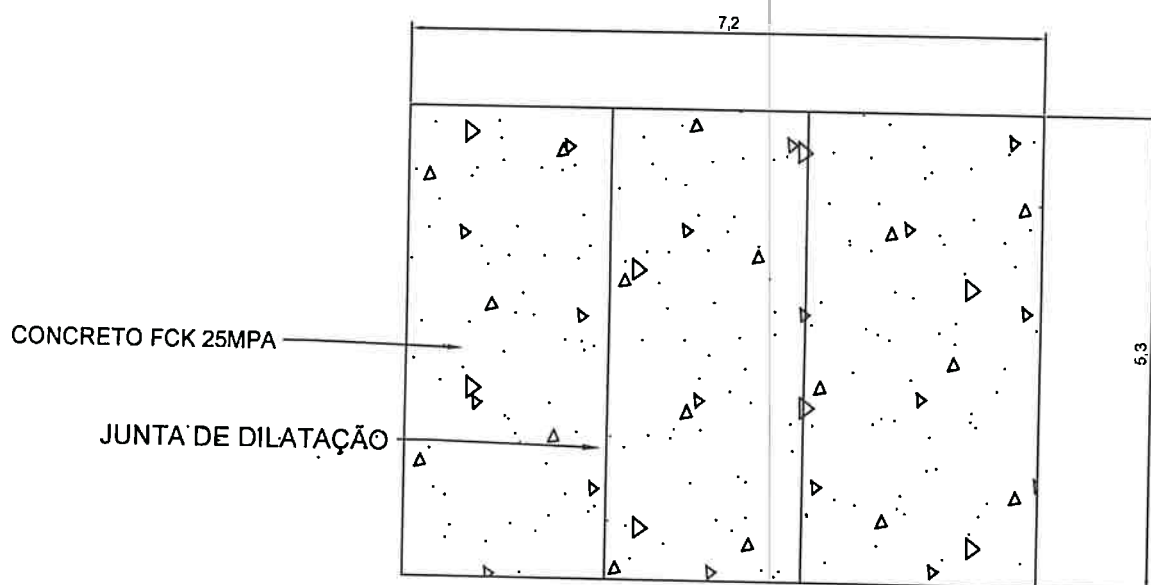 7,2
CONCRETO FCK 25MPA
5,3
JUNTA DE DILATAÇÃO